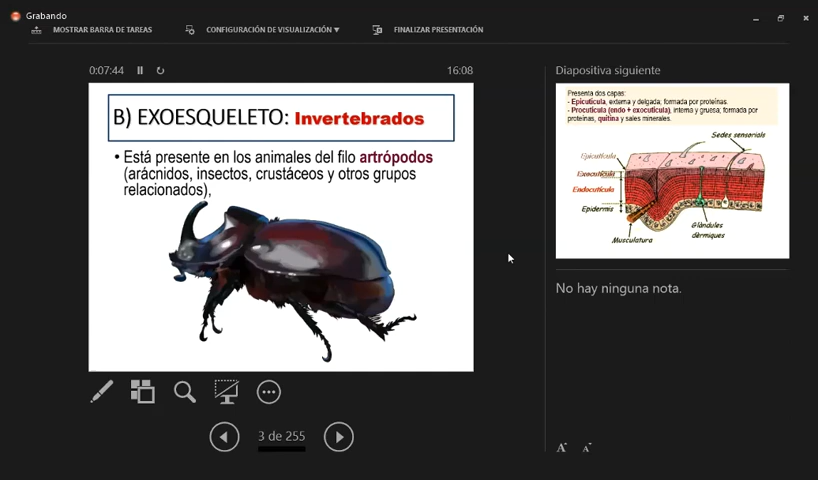 Grabando
MOSTRAR BARRA DE TAREAS
CONFIGURACIÓN DE VISUALIZACIÓN ▼
FINALIZAR PRESENTACIÓN
0:07:44
16:08
B) EXOESQUELETO: Invertebrados
• Está presente en los animales del filo artrópodos
(arácnidos, insectos, crustáceos y otros grupos
relacionados),
3 de 255
Diapositiva siguiente
Presenta dos capas:
- Epicutícula, externa y delgada; formada por proteínas.
- Procutícula (endo + exocutícula), interna y gruesa; formada por
proteínas, quitina y sales minerales.
Sedes sensorials
Epicutícula
Exocutícula
Endocutícula
Epidermis
Musculatura
Glándules
dèrmiques
No hay ninguna nota.
A A